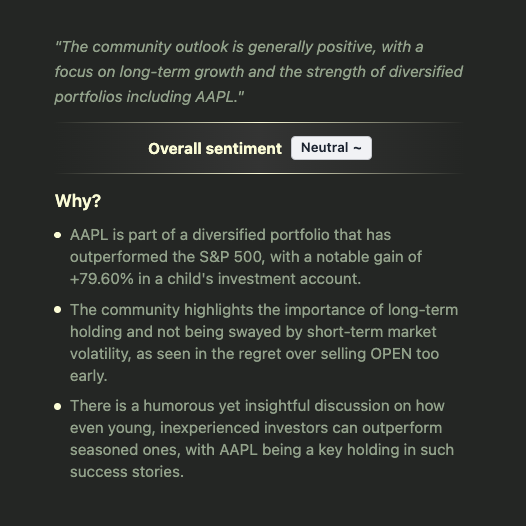 "The community outlook is generally positive, with a
focus on long-term growth and the strength of diversified
portfolios including AAPL."
Overall sentiment Neutral ~
Why?
AAPL is part of a diversified portfolio that has
outperformed the S&P 500, with a notable gain of
+79.60% in a child's investment account.
The community highlights the importance of long-term
holding and not being swayed by short-term market
volatility, as seen in the regret over selling OPEN too
early.
There is a humorous yet insightful discussion on how
even young, inexperienced investors can outperform
seasoned ones, with AAPL being a key holding in such
success stories.